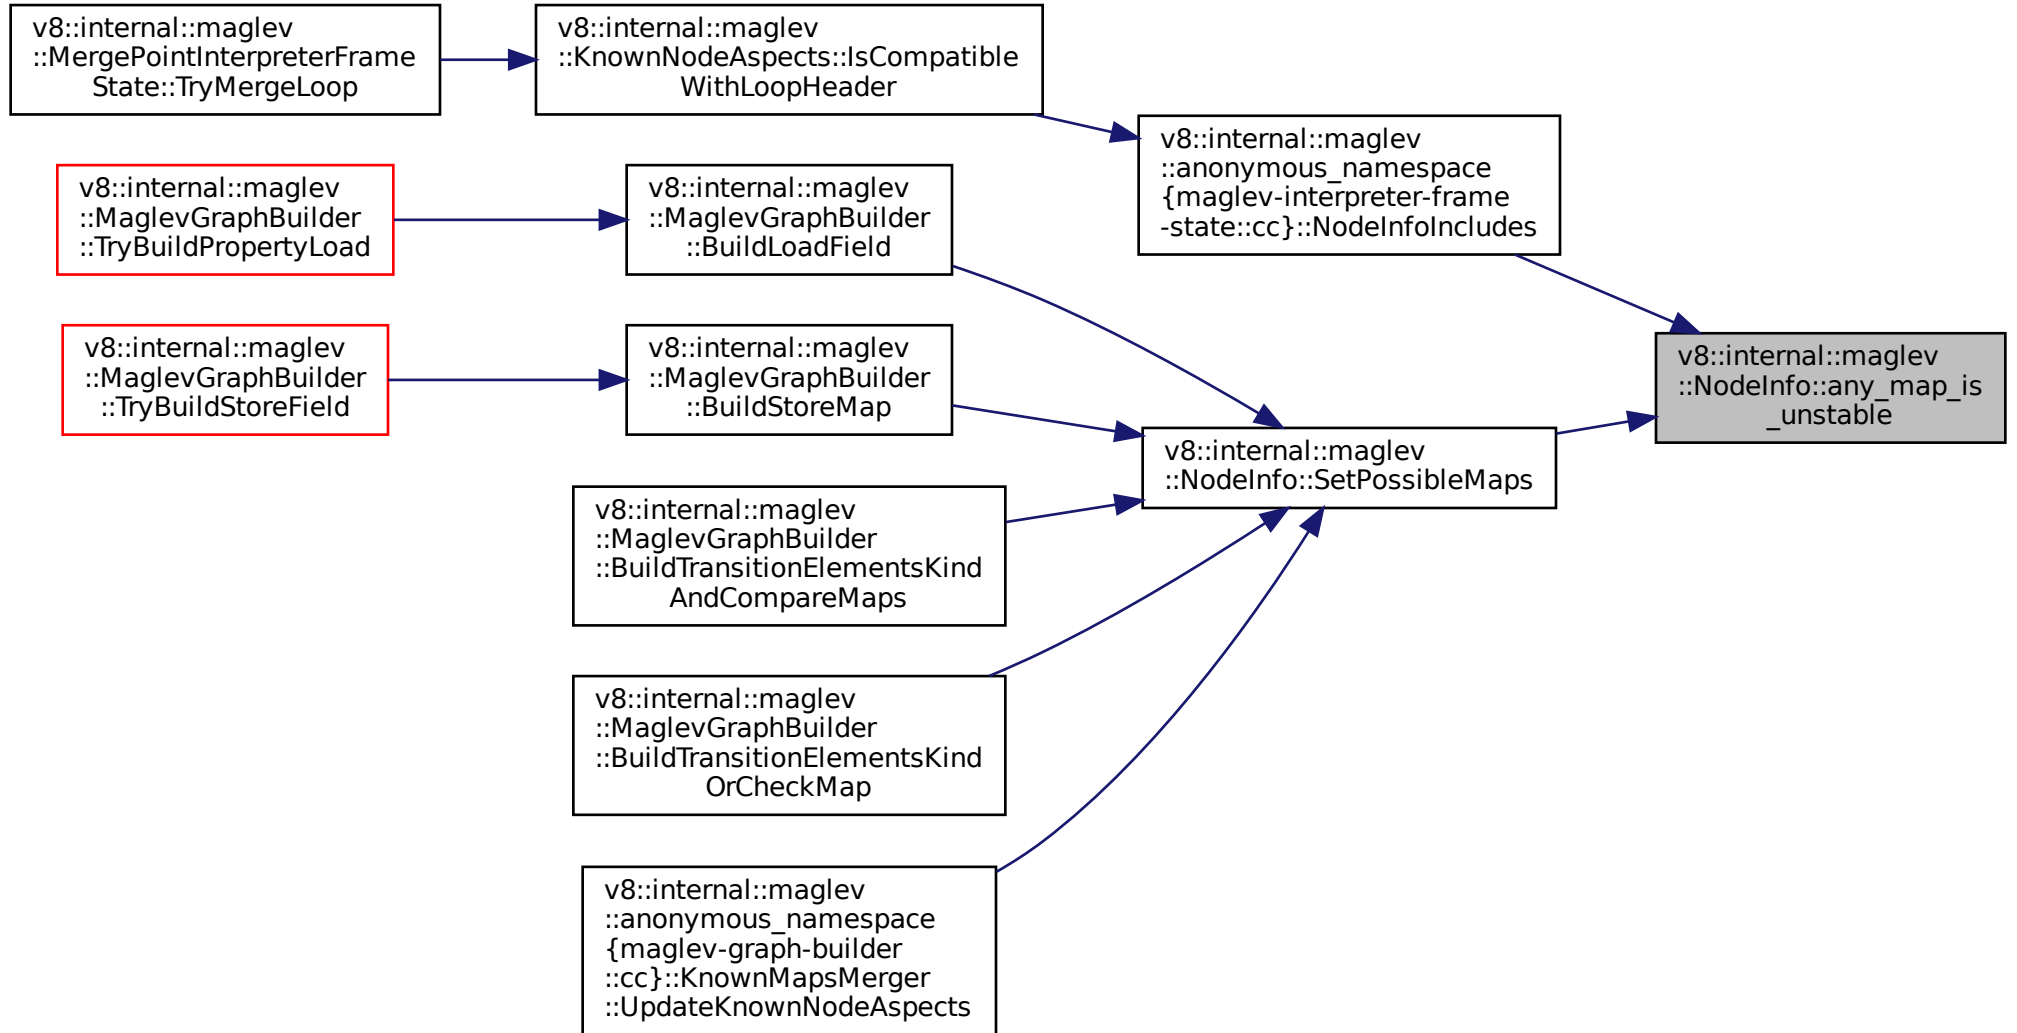 v8::internal::maglev
::MergePointInterpreterFrame
State::TryMergeLoop
v8::internal::maglev
::KnownNodeAspects::IsCompatible
WithLoopHeader
v8::internal::maglev
::anonymous_namespace
{maglev-interpreter-frame
-state::cc}::NodeInfoIncludes
v8::internal::maglev
::MaglevGraphBuilder
::TryBuildPropertyLoad
v8::internal::maglev
::MaglevGraphBuilder
::BuildLoadField
v8::internal::maglev
::MaglevGraphBuilder
::TryBuildStoreField
v8::internal::maglev
::MaglevGraphBuilder
::BuildStoreMap
v8::internal::maglev
::NodeInfo::any_map_is
_unstable
v8::internal::maglev
::NodeInfo::SetPossibleMaps
v8::internal::maglev
::MaglevGraphBuilder
::BuildTransitionElementsKind
AndCompareMaps
v8::internal::maglev
::MaglevGraphBuilder
::BuildTransitionElementsKind
OrCheckMap
v8::internal::maglev
::anonymous_namespace
{maglev-graph-builder
::cc}::KnownMapsMerger
::UpdateKnownNodeAspects